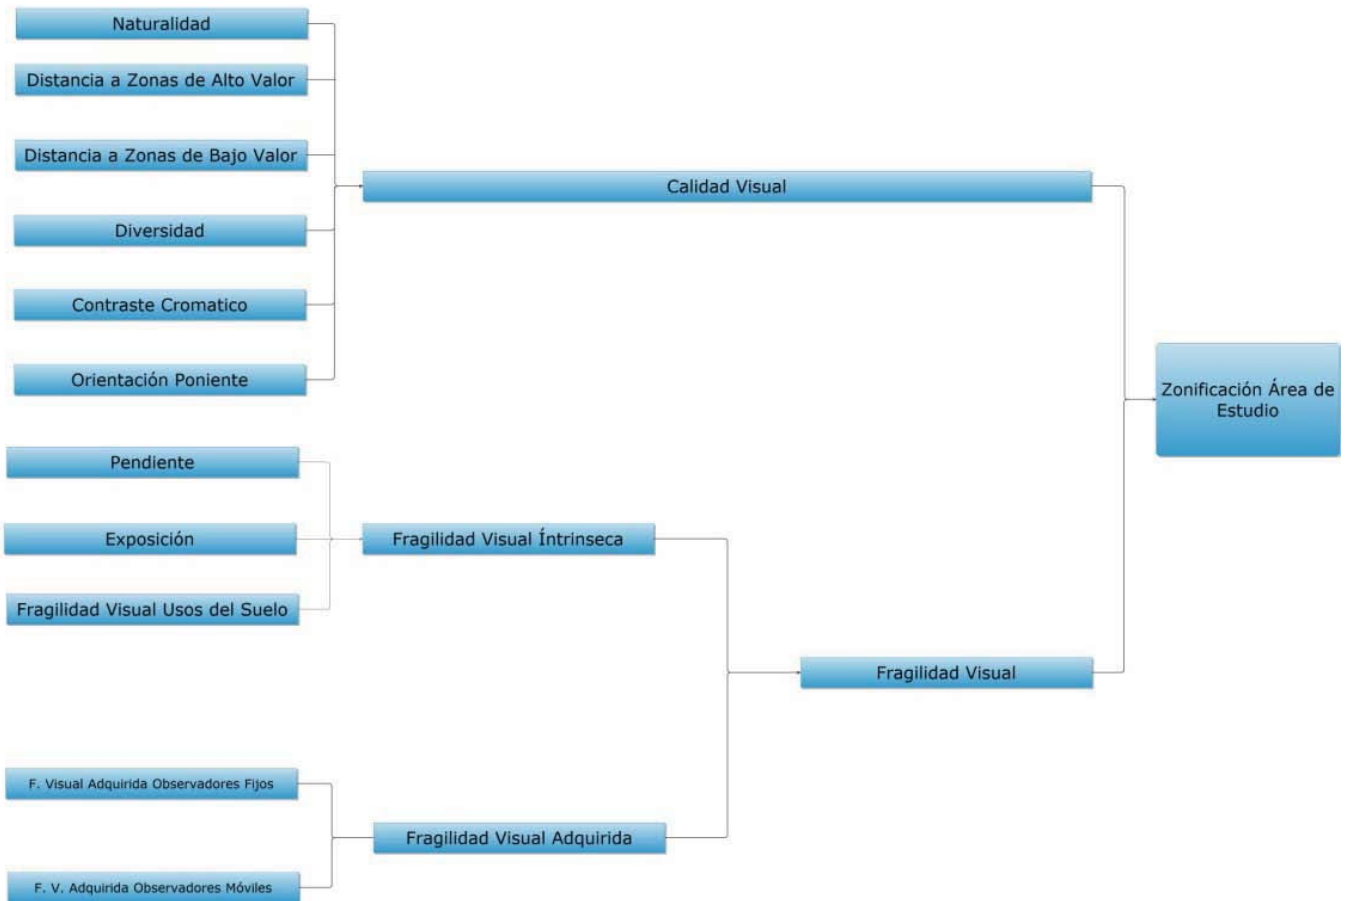 Naturalidad
Distancia a Zonas de Alto Valor
Distancia a Zonas de Bajo Valor
Calidad Visual
Diversidad
Contraste Cromatico
Orientación Poniente
Zonificación Área de
Estudio
Pendiente
Exposición
Fragilidad Visual Íntrinseca
Fragilidad Visual Usos del Suelo
Fragilidad Visual
F. Visual Adquirida Observadores Fijos
Fragilidad Visual Adquirida
F. V. Adquirida Observadores Móviles